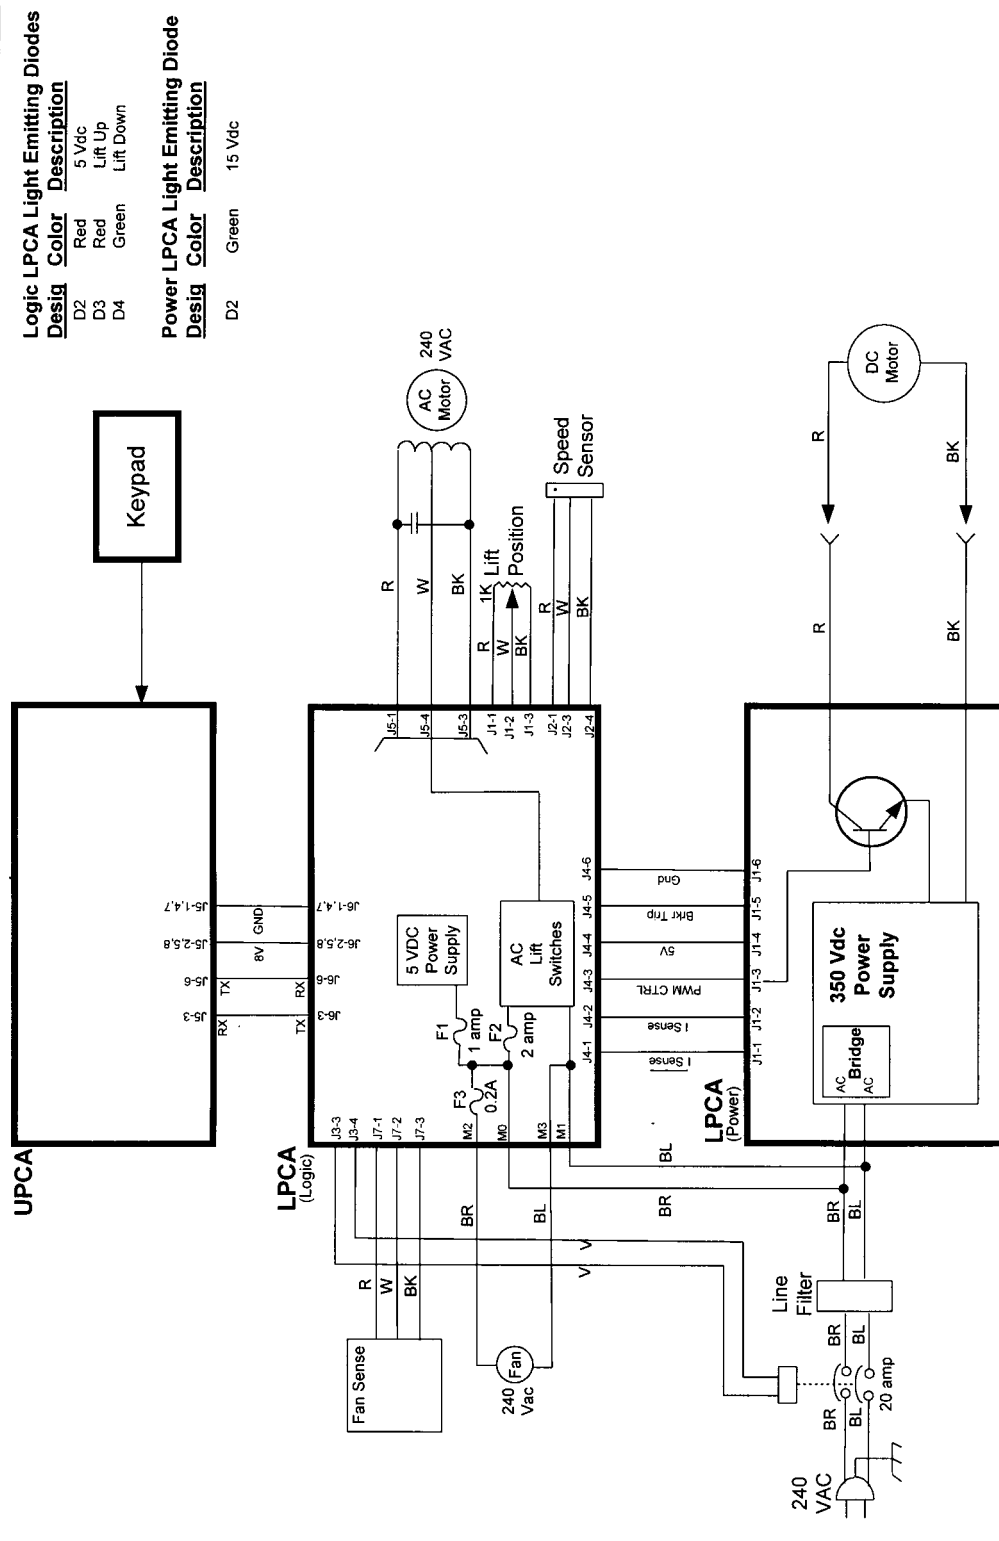 Logic LPCA Light Emitting Diodes
Desig Color Description
D2 Red 5 Vdc
D3 Red Lift Up
D4 Green Lift Down
Power LPCA Light Emitting Diode
Desig Color Description
D2 Green 15 Vdc
Keypad
UPCA
J5-3
J5-6
J5-2,5,8
J5-1,4,7
RX
TX
8V
GND
TX
RX
J6-3
J6-6
J6-2,5,8
J6-1,4,7
LPCA
(Logic)
J3-3
J3-4
J7-1
J7-2
J7-3
M2
M0
M3
M1
F3
0.2A
F1
1 amp
F2
2 amp
5 VDC
Power
Supply
AC
Lift
Switches
J5-1
J5-4
J5-3
J1-1
J1-2
J1-3
J2-1
J2-3
J2-4
R
W
BK
AC
Motor
240
VAC
R
W
BK
1K
Lift
Position
R
W
BK
Speed
Sensor
J4-1
J4-2
J4-3
J4-4
J4-5
J4-6
I Sense
I Sense
PWM CTRL
5V
Brkr Trip
Gnd
J1-1
J1-2
J1-3
J1-4
J1-5
J1-6
LPCA
(Power)
AC
AC
Bridge
350 Vdc
Power
Supply
R
BK
R
BK
DC
Motor
Fan Sense
R
W
BK
240
Vac
Fan
BR
BL
V
V
BR
BL
240
VAC
BR
BL
20 amp
BR
BL
Line
Filter
BR
BL